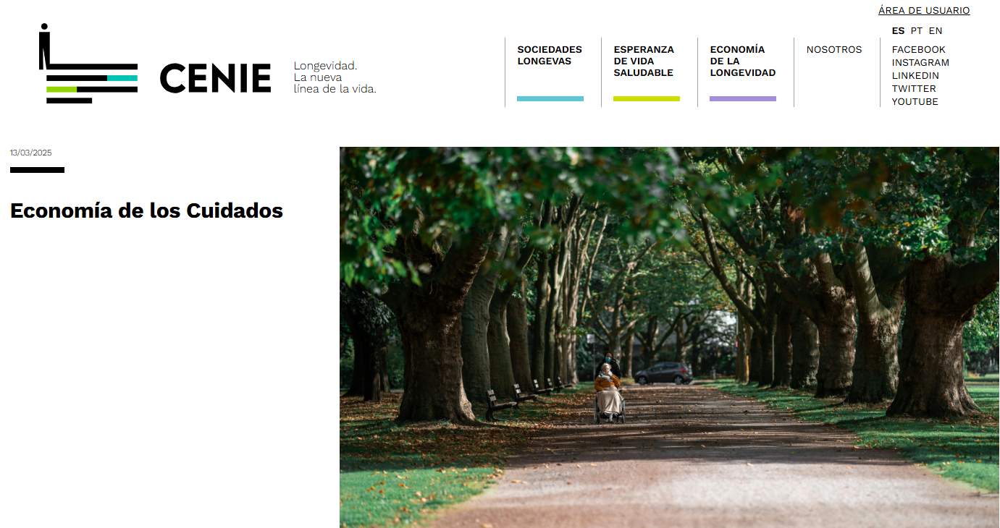 ÁREA DE USUARIO
ES PT EN
CENIE
Longevidad.
La nueva
línea de la vida.
SOCIEDADES
LONGEVAS
ESPERANZA
DE VIDA
SALUDABLE
ECONOMÍA
DE LA
LONGEVIDAD
NOSOTROS
FACEBOOK
INSTAGRAM
LINKEDIN
TWITTER
YOUTUBE
13/03/2025
Economía de los Cuidados